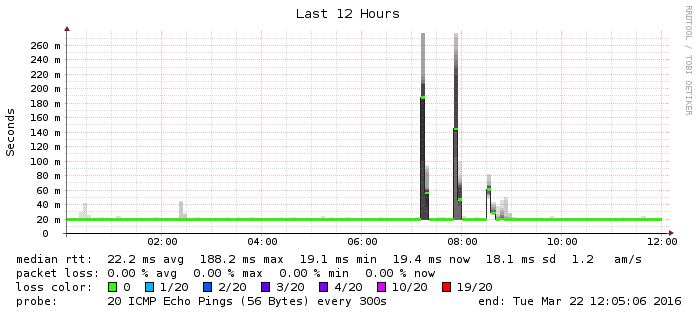 Last 12 Hours
RRDTOOL / TOBI OETIKER
Seconds
260 m
240 m
220 m
200 m
180 m
160 m
140 m
120 m
100 m
80 m
60 m
40 m
20 m
0
02:00 04:00 06:00 08:00 10:00 12:00
median rtt: 22.2 ms avg 188.2 ms max 19.1 ms min 19.4 ms now 18.1 ms sd 1.2 am/s
packet loss: 0.00 % avg 0.00 % max 0.00 % min 0.00 % now
loss color: 0 1/20 2/20 3/20 4/20 10/20 19/20
probe: 20 ICMP Echo Pings (56 Bytes) every 300s end: Tue Mar 22 12:05:06 2016